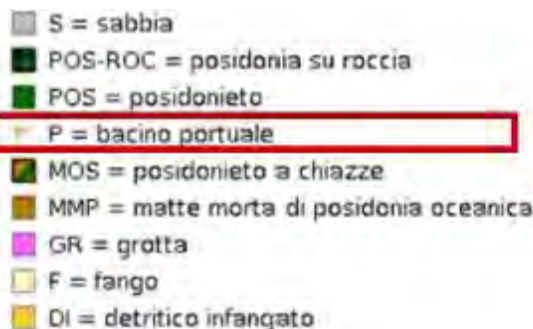 S = sabbia
POS-ROC = posidonia su roccia
POS = posidonieto
P = bacino portuale
MOS = posidonieto a chiazze
MMP = matte morta di posidonia oceanica
GR = grotta
F = fango
DI = detritico infangato